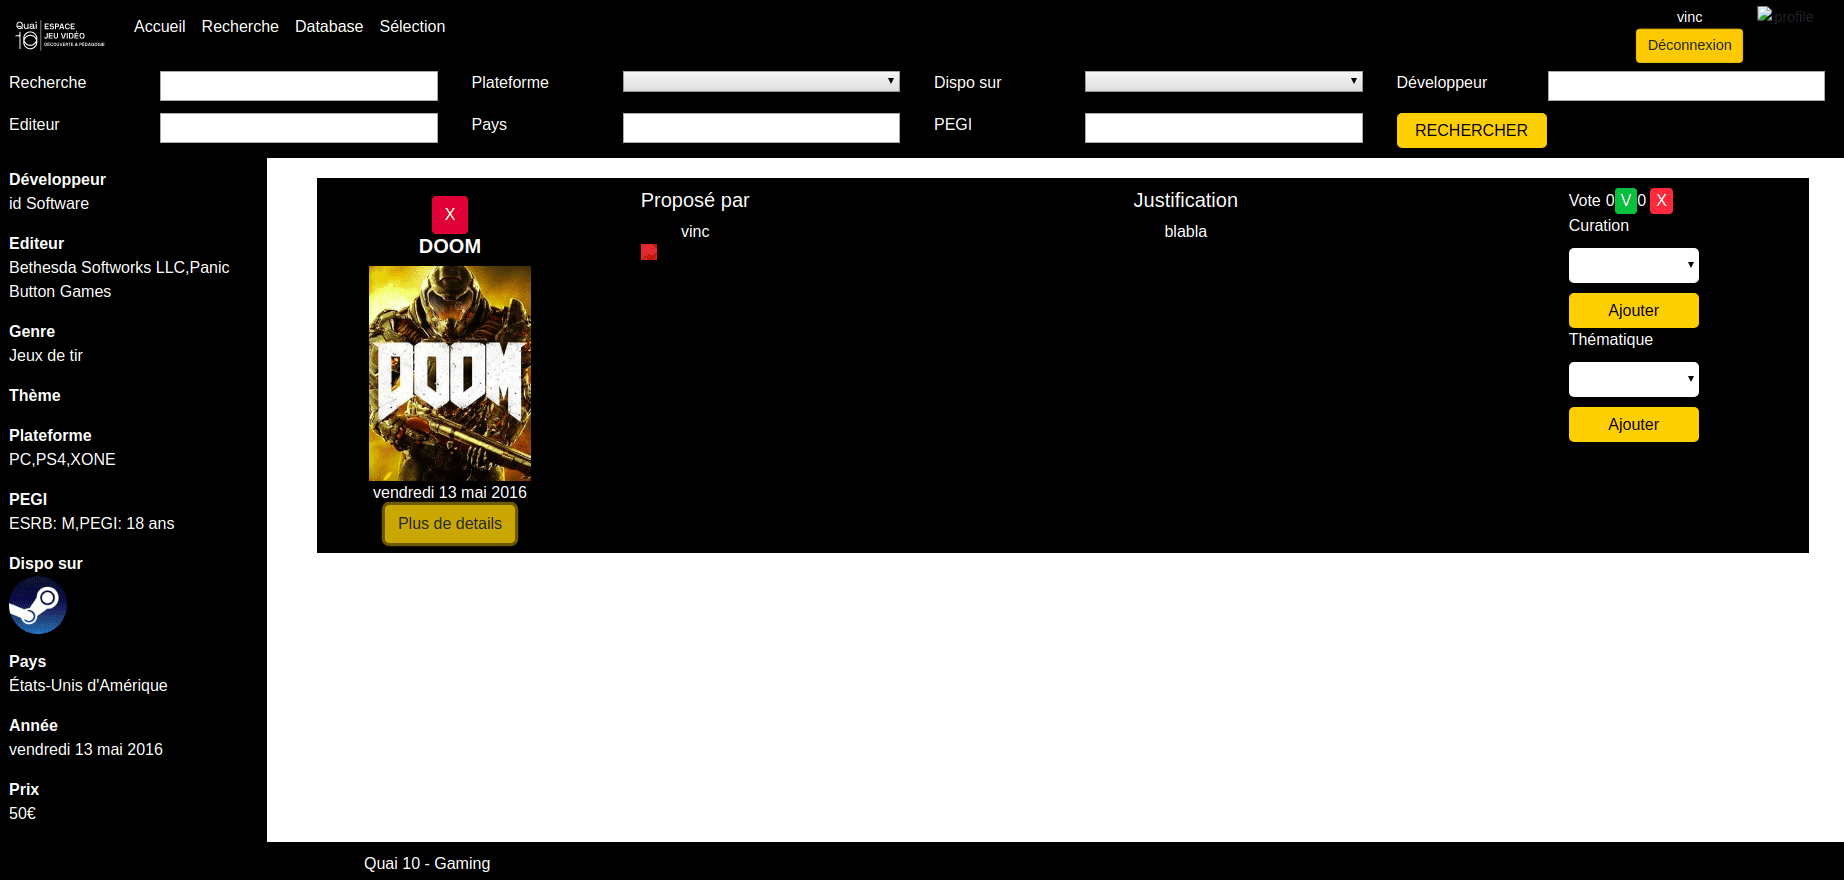 Quai
10
ESPACE
JEU VIDÉO
DÉCOUVERTE & PÉDAGOGIE
Accueil Recherche Database Sélection
vinc
profile
Déconnexion
Recherche Plateforme Dispo sur Développeur
Editeur Pays PEGI RECHERCHER
Développeur
id Software
Editeur
Bethesda Softworks LLC,Panic
Button Games
Genre
Jeux de tir
Thème
Plateforme
PC,PS4,XONE
PEGI
ESRB: M,PEGI: 18 ans
Dispo sur
Pays
États-Unis d'Amérique
Année
vendredi 13 mai 2016
Prix
50€
X
DOOM
DOOM
vendredi 13 mai 2016
Plus de details
Proposé par
vinc
Justification
blabla
Vote 0 V 0 X
Curation
Ajouter
Thématique
Ajouter
Quai 10 - Gaming